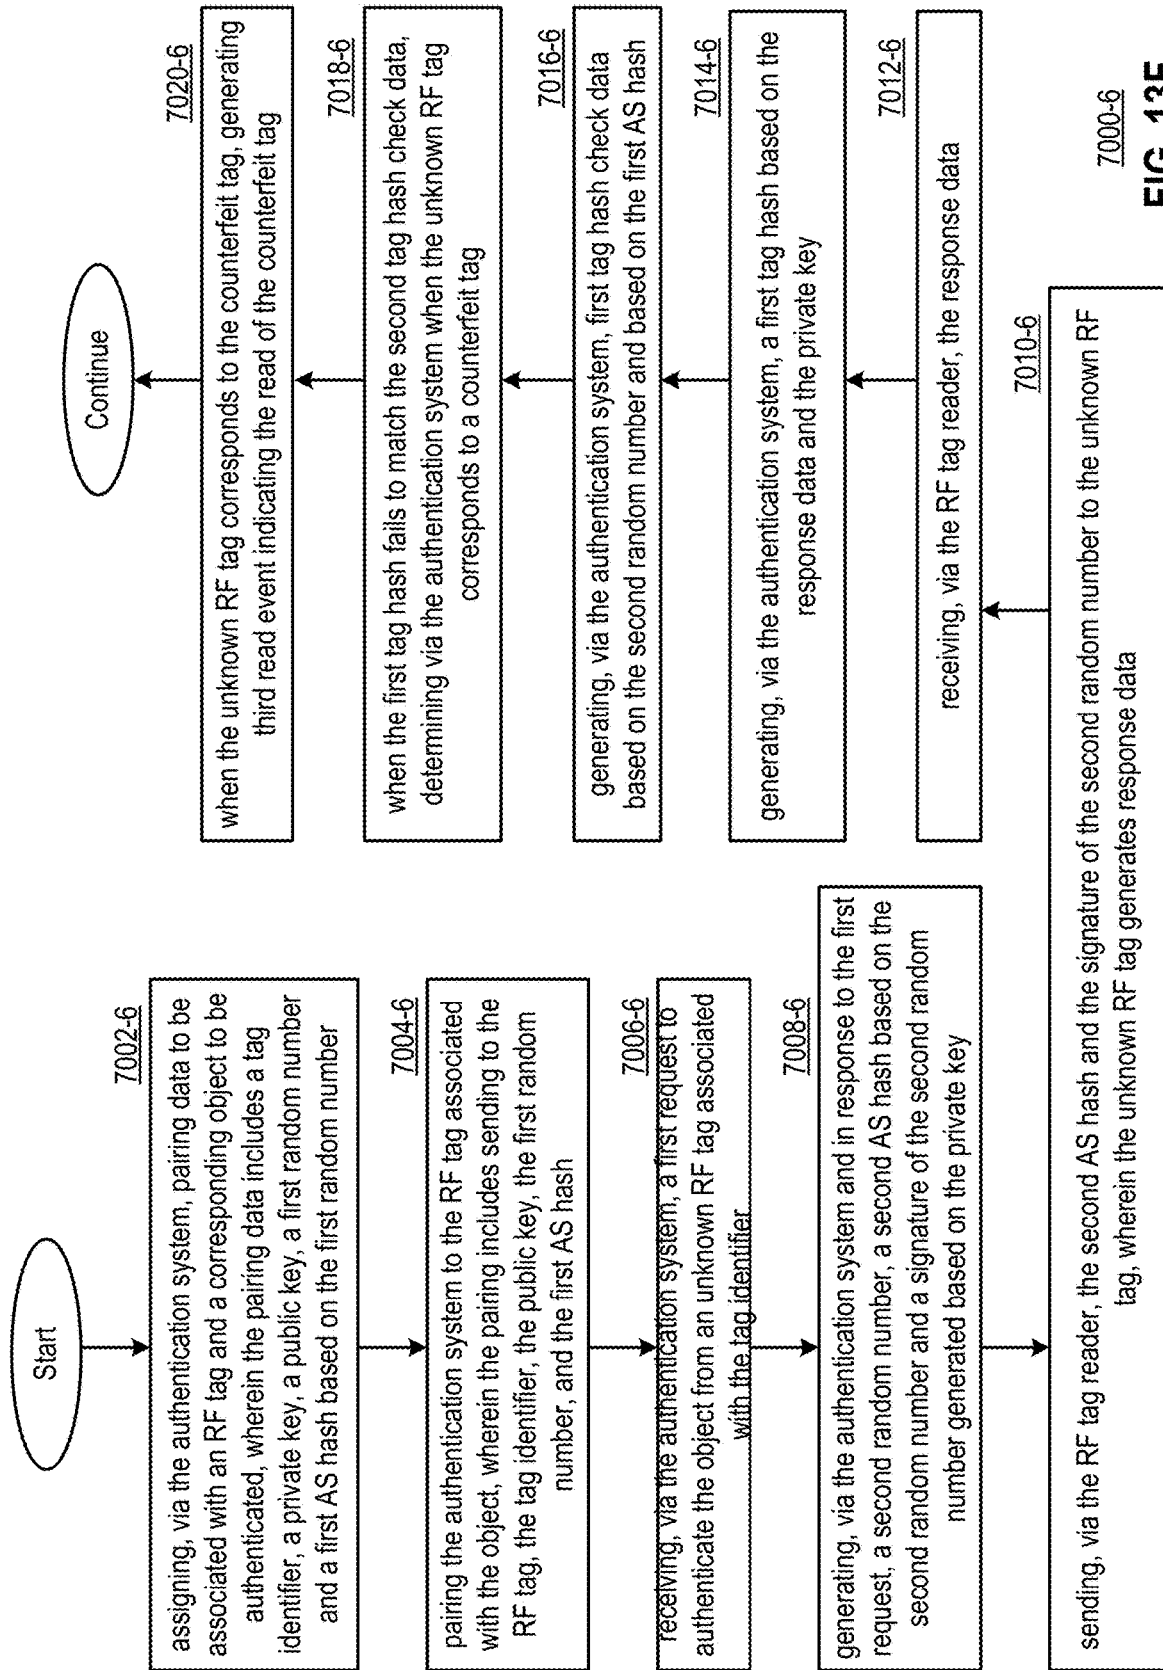 Start
7002-6
assigning, via the authentication system, pairing data to be
associated with an RF tag and a corresponding object to be
authenticated, wherein the pairing data includes a tag
identifier, a private key, a public key, a first random number
and a first AS hash based on the first random number
7004-6
pairing the authentication system to the RF tag associated
with the object, wherein the pairing includes sending to the
RF tag, the tag identifier, the public key, the first random
number, and the first AS hash
7006-6
receiving, via the authentication system, a first request to
authenticate the object from an unknown RF tag associated
with the tag identifier
7008-6
generating, via the authentication system and in response to the first
request, a second random number, a second AS hash based on the
second random number and a signature of the second random
number generated based on the private key
7010-6
sending, via the RF tag reader, the second AS hash and the signature of the second random number to the unknown RF
tag, wherein the unknown RF tag generates response data
7012-6
receiving, via the RF tag reader, the response data
7014-6
generating, via the authentication system, a first tag hash based on the
response data and the private key
7016-6
generating, via the authentication system, first tag hash check data
based on the second random number and based on the first AS hash
7018-6
when the first tag hash fails to match the second tag hash check data,
determining via the authentication system when the unknown RF tag
corresponds to a counterfeit tag
7020-6
when the unknown RF tag corresponds to the counterfeit tag, generating
third read event indicating the read of the counterfeit tag
Continue
7000-6
FIG. 13F